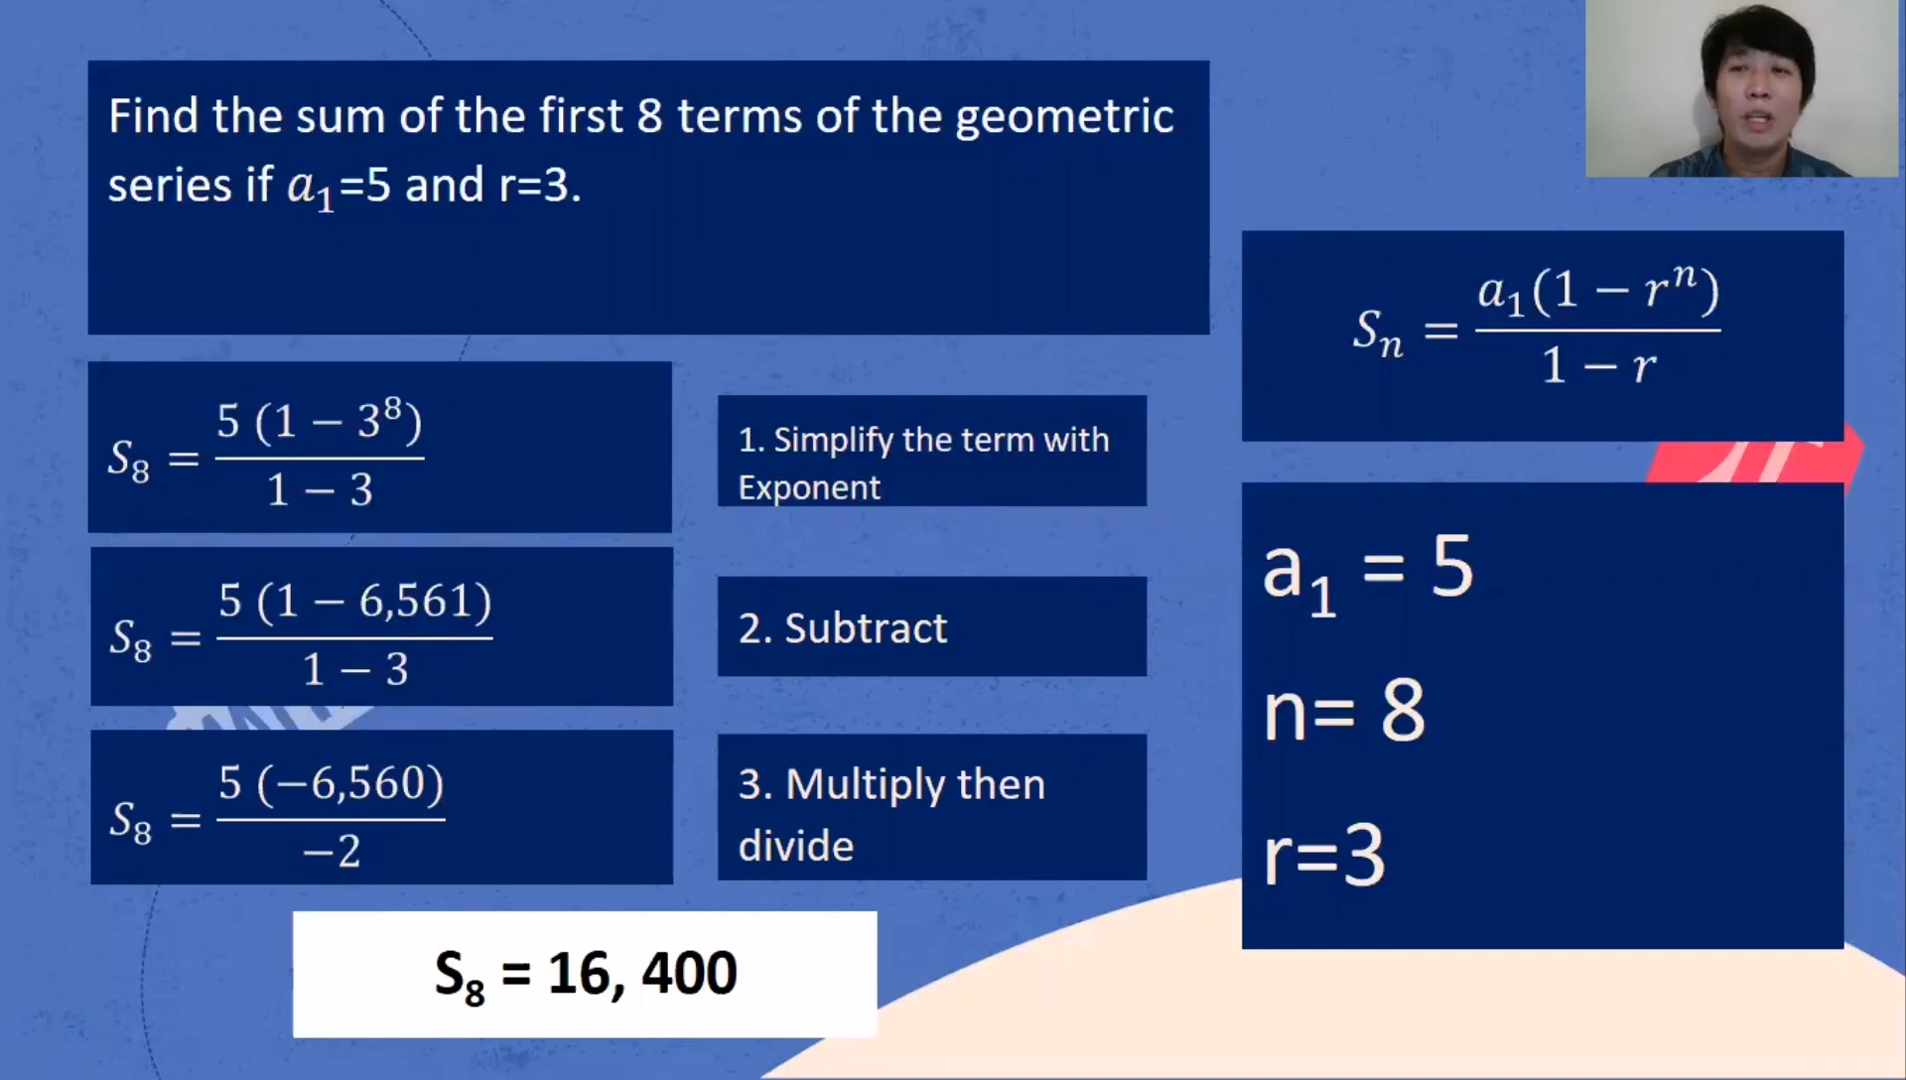 Find the sum of the first 8 terms of the geometric
series if a₁=5 and r=3.
Sₙ = a₁(1 − rⁿ) / 1 − r
S₈ = 5 (1 − 3⁸) / 1 − 3
1. Simplify the term with
Exponent
S₈ = 5 (1 − 6,561) / 1 − 3
2. Subtract
S₈ = 5 (−6,560) / −2
3. Multiply then
divide
S₈ = 16, 400
a₁ = 5
n= 8
r=3